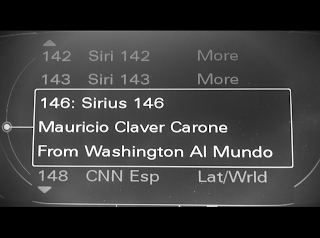 142 Siri 142 More
143 Siri 143 More
146: Sirius 146
Mauricio Claver Carone
From Washington Al Mundo
148 CNN Esp Lat/Wrld